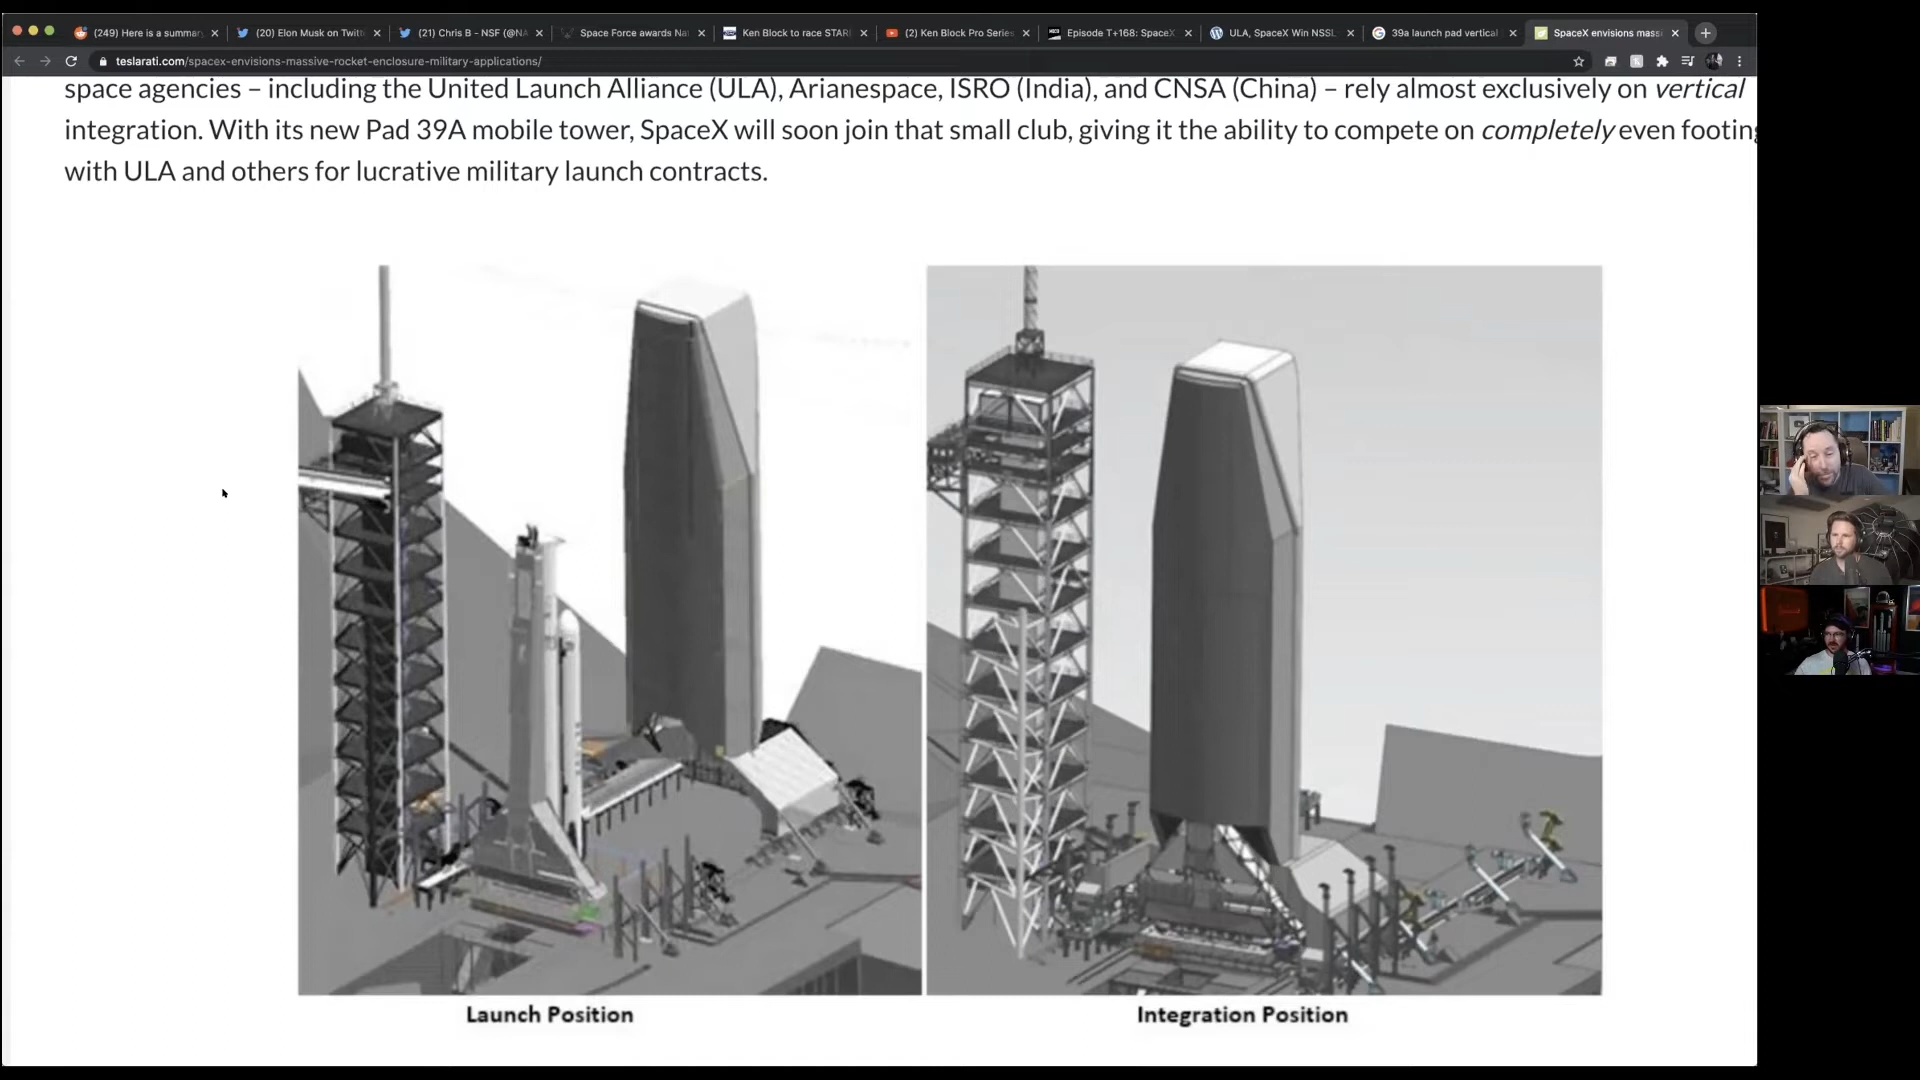 (249) Here is a summar
(20) Elon Musk on Twitt
(21) Chris B - NSF (@NA
Space Force awards Nat
Ken Block to race STAR
(2) Ken Block Pro Series
Episode T+168: SpaceX
ULA, SpaceX Win NSSL
39a launch pad vertical
SpaceX envisions mass
teslarati.com/spacex-envisions-massive-rocket-enclosure-military-applications/
space agencies – including the United Launch Alliance (ULA), Arianespace, ISRO (India), and CNSA (China) – rely almost exclusively on vertical
integration. With its new Pad 39A mobile tower, SpaceX will soon join that small club, giving it the ability to compete on completely even footing
with ULA and others for lucrative military launch contracts.
Launch Position
Integration Position